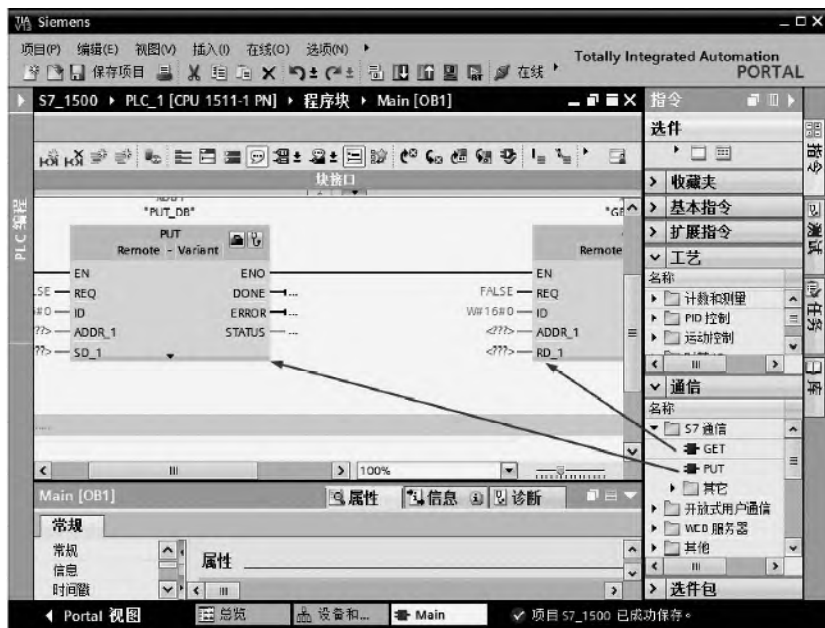 Siemens
项目(P) 编辑(E) 视图(V) 插入(I) 在线(O) 选项(N)
Totally Integrated Automation
PORTAL
保存项目
在线
S7_1500 PLC_1 [CPU 1511-1 PN] 程序块 Main [OB1]
指令
选件
块接口
收藏夹
基本指令
扩展指令
工艺
名称
计数和测量
PID 控制
运动控制
通信
名称
S7 通信
GET
PUT
其它
开放式用户通信
WEB 服务器
其他
选件包
PLC 编程
指令
测试
任务
库
"PUT_DB"
PUT
Remote - Variant
EN ENO
REQ DONE ...
ID ERROR ...
ADDR_1 STATUS ...
SD_1
Remote
EN
FALSE REQ
W#16#0 ID
<???> ADDR_1
<???> RD_1
100%
Main [OB1]
属性 信息 诊断
常规
常规
信息
时间戳
属性
Portal 视图 总览 设备和... Main 项目 S7_1500 已成功保存。